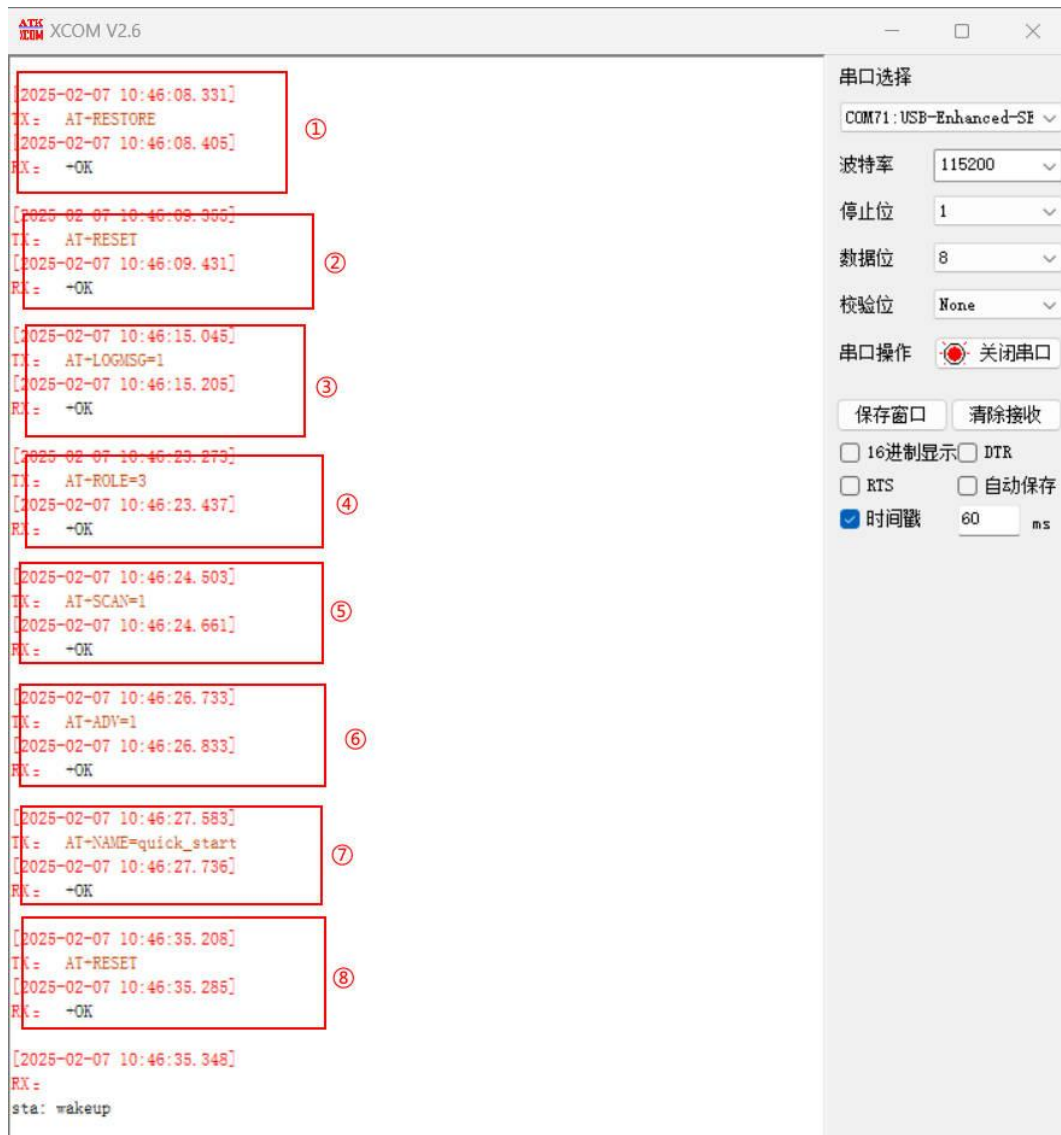 ATK
XCOM
XCOM V2.6
[2025-02-07 10:46:08.331]
TX: AT+RESTORE
[2025-02-07 10:46:08.405]
RX: +OK
①
[2025-02-07 10:46:09.355]
TX: AT+RESET
[2025-02-07 10:46:09.431]
RX: +OK
②
[2025-02-07 10:46:15.045]
TX: AT+LOGMSG=1
[2025-02-07 10:46:15.205]
RX: +OK
③
[2025-02-07 10:46:23.273]
TX: AT+ROLE=3
[2025-02-07 10:46:23.437]
RX: +OK
④
[2025-02-07 10:46:24.503]
TX: AT+SCAN=1
[2025-02-07 10:46:24.661]
RX: +OK
⑤
[2025-02-07 10:46:26.733]
TX: AT+ADV=1
[2025-02-07 10:46:26.833]
RX: +OK
⑥
[2025-02-07 10:46:27.583]
TX: AT+NAME=quick_start
[2025-02-07 10:46:27.736]
RX: +OK
⑦
[2025-02-07 10:46:35.208]
TX: AT+RESET
[2025-02-07 10:46:35.285]
RX: +OK
⑧
[2025-02-07 10:46:35.348]
RX:
sta: wakeup
串口选择
COM71:USB-Enhanced-SE
波特率 115200
停止位 1
数据位 8
校验位 None
串口操作 关闭串口
保存窗口 清除接收
16进制显示 DTR
RTS 自动保存
时间戳 60 ms